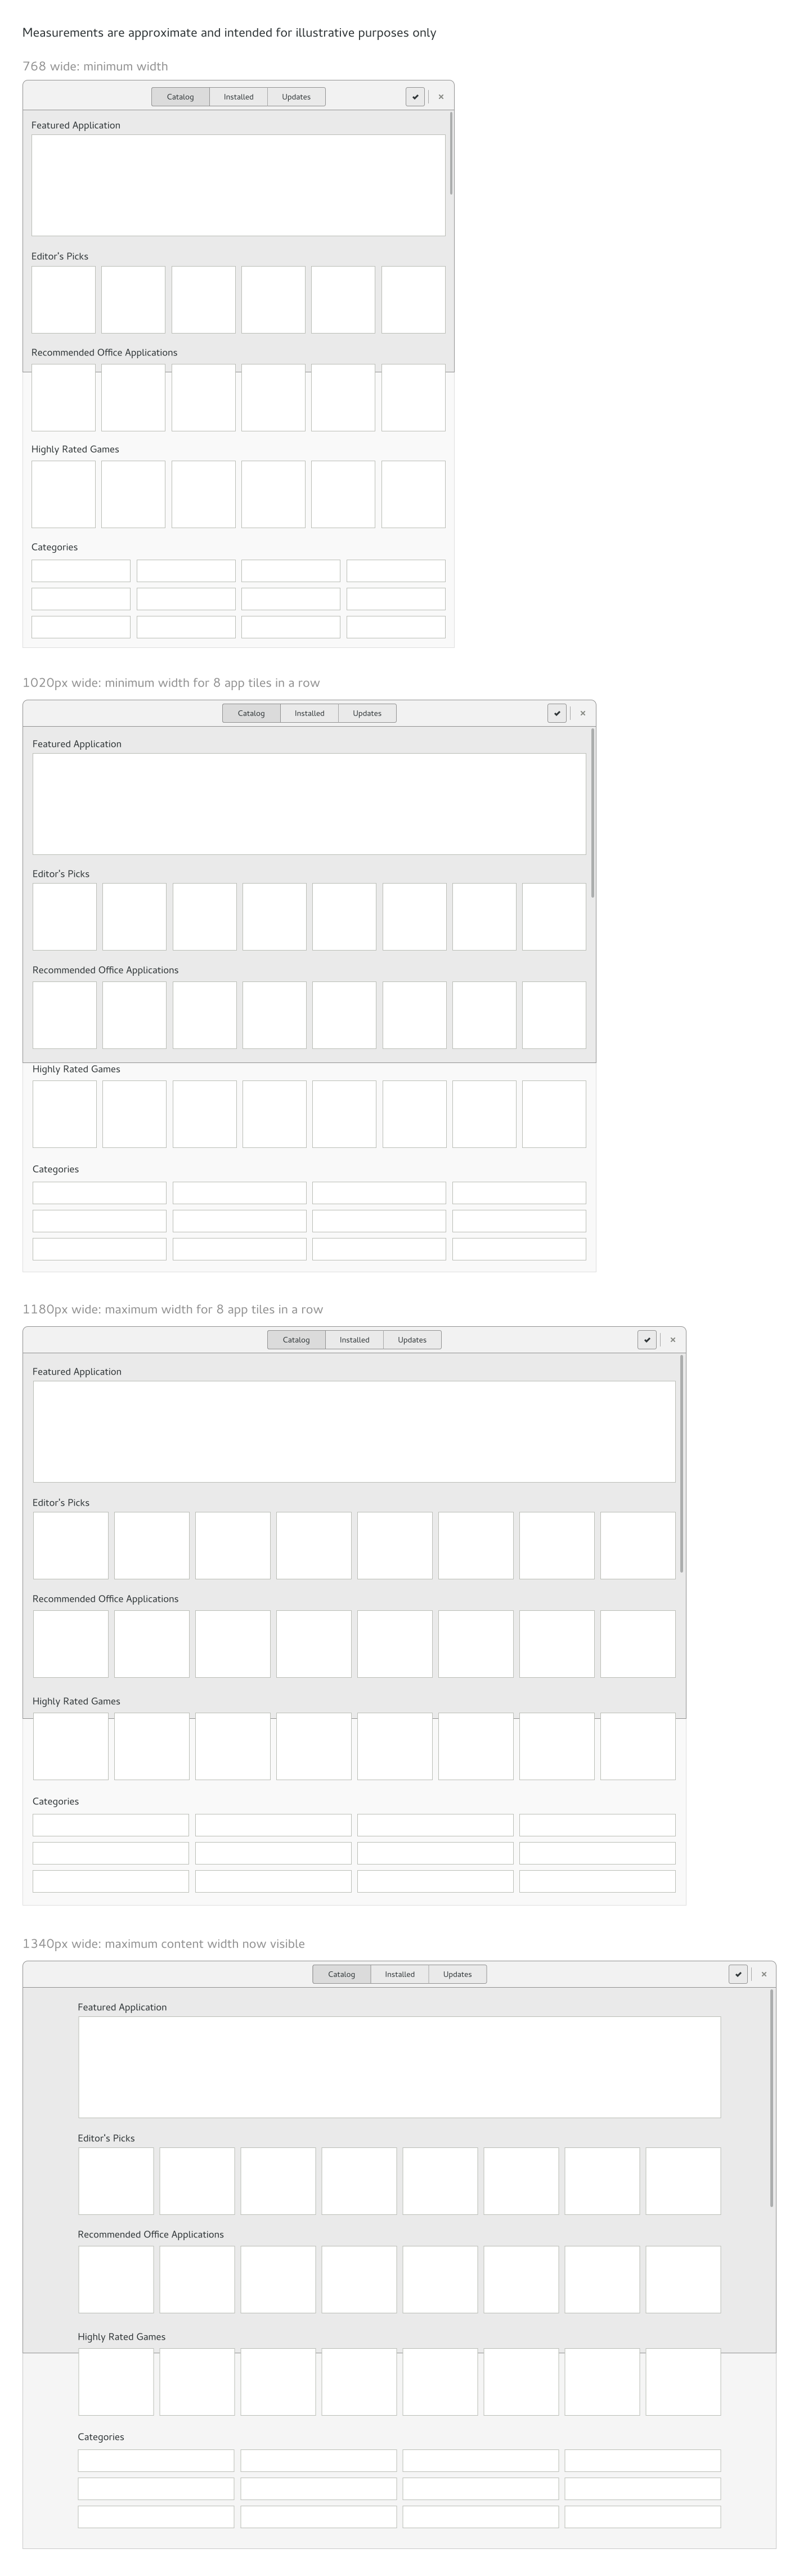 Measurements are approximate and intended for illustrative purposes only
768 wide: minimum width
Catalog Installed Updates
Featured Application
Editor's Picks
Recommended Office Applications
Highly Rated Games
Categories
1020px wide: minimum width for 8 app tiles in a row
Catalog Installed Updates
Featured Application
Editor's Picks
Recommended Office Applications
Highly Rated Games
Categories
1180px wide: maximum width for 8 app tiles in a row
Catalog Installed Updates
Featured Application
Editor's Picks
Recommended Office Applications
Highly Rated Games
Categories
1340px wide: maximum content width now visible
Catalog Installed Updates
Featured Application
Editor's Picks
Recommended Office Applications
Highly Rated Games
Categories